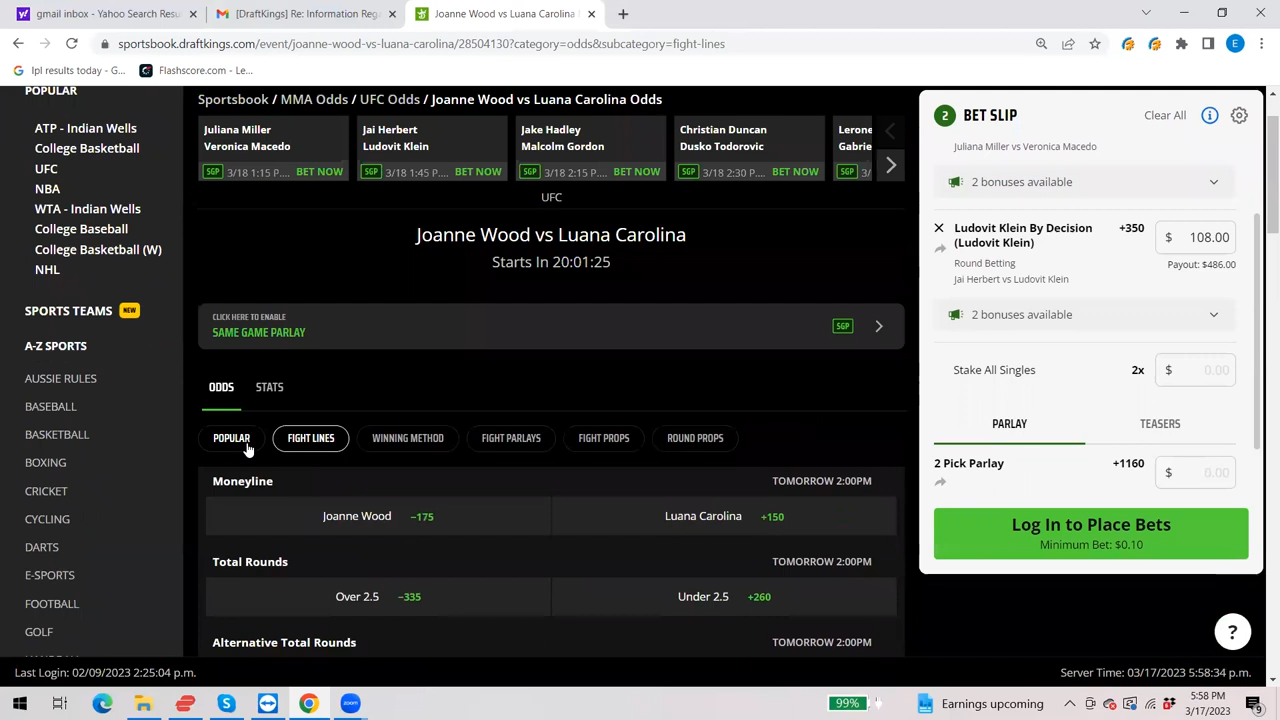 gmail inbox - Yahoo Search Resu
[DraftKings] Re: Information Reg
Joanne Wood vs Luana Carolina
sportsbook.draftkings.com/event/joanne-wood-vs-luana-carolina/28504130?category=odds&subcategory=fight-lines
E
Ipl results today - G...
Flashscore.com - Le...
POPULAR
ATP - Indian Wells
College Basketball
UFC
NBA
WTA - Indian Wells
College Baseball
College Basketball (W)
NHL
SPORTS TEAMS NEW
A-Z SPORTS
AUSSIE RULES
BASEBALL
BASKETBALL
BOXING
CRICKET
CYCLING
DARTS
E-SPORTS
FOOTBALL
GOLF
Sportsbook / MMA Odds / UFC Odds / Joanne Wood vs Luana Carolina Odds
Juliana Miller
Veronica Macedo
SGP 3/18 1:15 P.... BET NOW
Jai Herbert
Ludovit Klein
SGP 3/18 1:45 P.... BET NOW
Jake Hadley
Malcolm Gordon
SGP 3/18 2:15 P.... BET NOW
Christian Duncan
Dusko Todorovic
SGP 3/18 2:30 P.... BET NOW
Lerone
Gabrie
SGP 3/
UFC
Joanne Wood vs Luana Carolina
Starts In 20:01:25
CLICK HERE TO ENABLE
SAME GAME PARLAY
SGP
ODDS STATS
POPULAR FIGHT LINES WINNING METHOD FIGHT PARLAYS FIGHT PROPS ROUND PROPS
Moneyline TOMORROW 2:00PM
Joanne Wood −175 Luana Carolina +150
Total Rounds TOMORROW 2:00PM
Over 2.5 −335 Under 2.5 +260
Alternative Total Rounds TOMORROW 2:00PM
2 BET SLIP Clear All
Juliana Miller vs Veronica Macedo
2 bonuses available
Ludovit Klein By Decision
(Ludovit Klein)
+350 $ 108.00
Round Betting
Payout: $486.00
Jai Herbert vs Ludovit Klein
2 bonuses available
Stake All Singles 2x $ 0.00
PARLAY TEASERS
2 Pick Parlay +1160 $ 0.00
Log In to Place Bets
Minimum Bet: $0.10
?
Last Login: 02/09/2023 2:25:04 p.m.
Server Time: 03/17/2023 5:58:34 p.m.
99%
Earnings upcoming
5:58 PM
3/17/2023
9